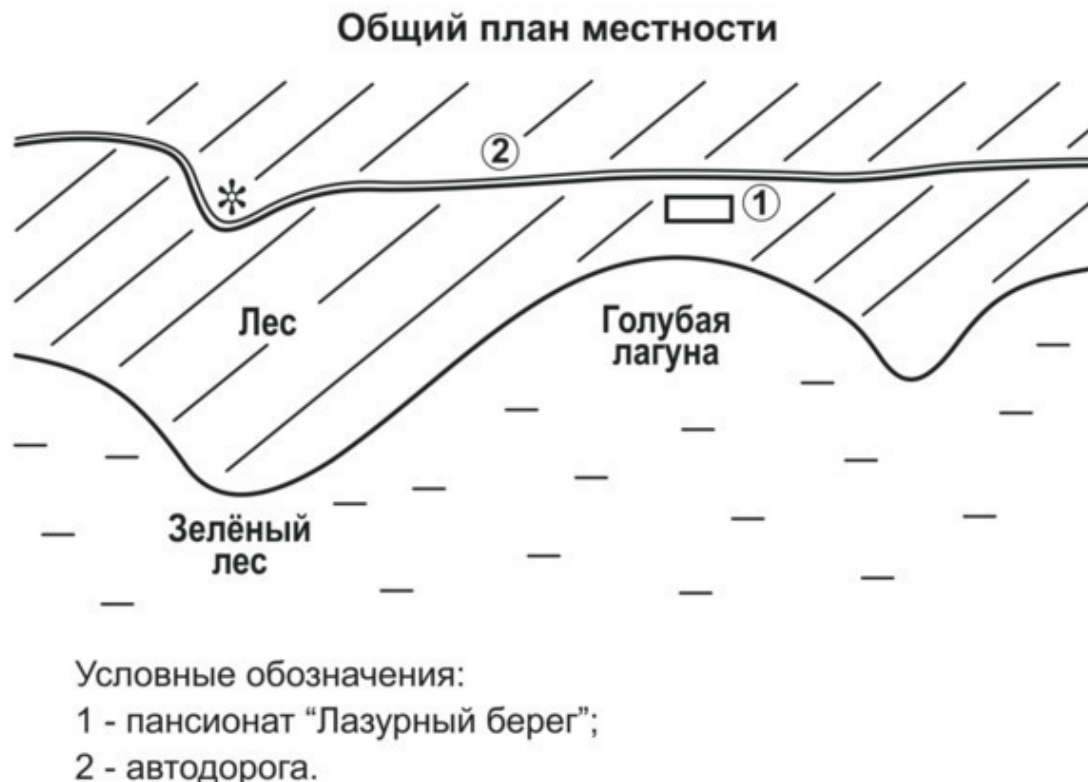 Общий план местности
2
1
Лес
Голубая
лагуна
Зелёный
лес
Условные обозначения:
1 - пансионат “Лазурный берег”;
2 - автодорога.